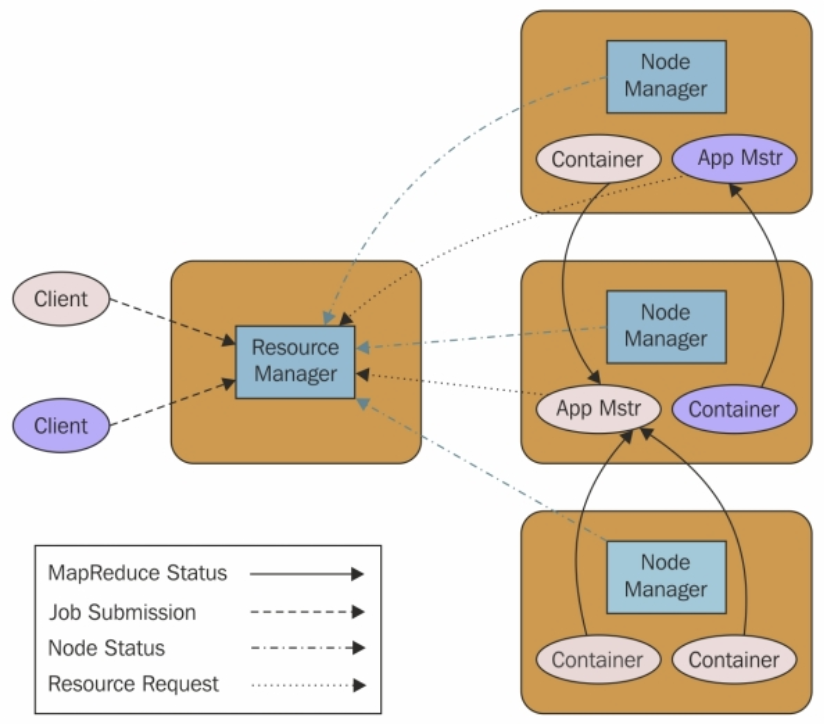 Node
Manager
Container
App Mstr
Client
Resource
Manager
Node
Manager
Client
App Mstr
Container
MapReduce Status
Job Submission
Node Status
Resource Request
Node
Manager
Container
Container